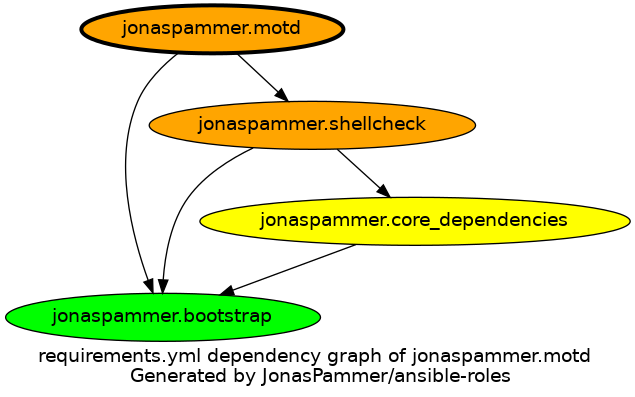 jonaspammer.motd
jonaspammer.shellcheck
jonaspammer.core_dependencies
jonaspammer.bootstrap
requirements.yml dependency graph of jonaspammer.motd
Generated by JonasPammer/ansible-roles